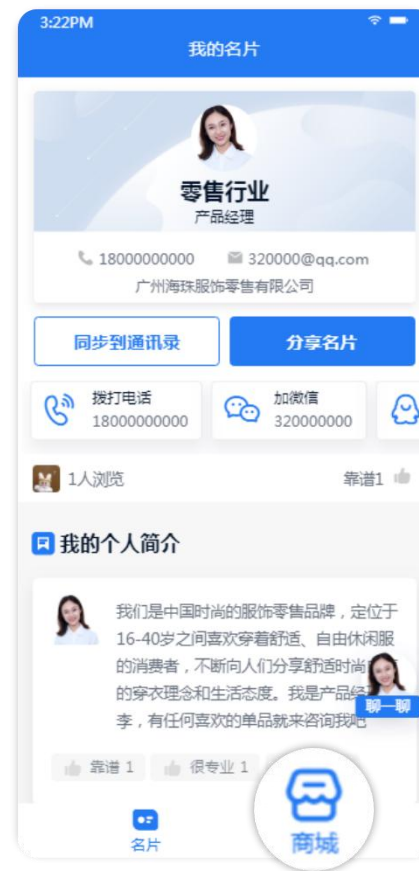 3:22PM
我的名片
零售行业
产品经理
18000000000 320000@qq.com
广州海珠服饰零售有限公司
同步到通讯录 分享名片
拨打电话 加微信
18000000000 320000000
1人浏览 靠谱1
我的个人简介
我们是中国时尚的服饰零售品牌，定位于
16-40岁之间喜欢穿着舒适、自由休闲服
的消费者，不断向人们分享舒适时尚
的穿衣理念和生活态度。我是产品经
李，有任何喜欢的单品就来咨询我吧
聊一聊
靠谱 1 很专业 1
名片 商城